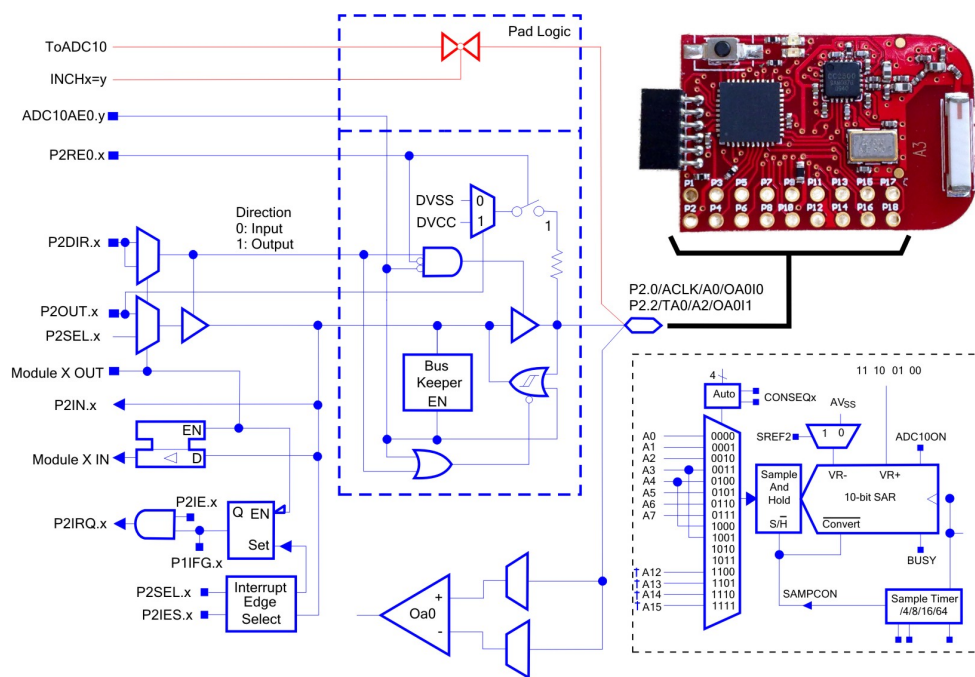 Pad Logic
ToADC10
INCHx=y
ADC10AE0.y
P2RE0.x
DVSS
0
DVCC
1
1
Direction
0: Input
1: Output
P2DIR.x
P2OUT.x
P2SEL.x
Module X OUT
P2IN.x
Bus
Keeper
EN
EN
D
Module X IN
P2IE.x
P2IRQ.x
Q EN
Set
P1IFG.x
P2SEL.x
P2IES.x
Interrupt
Edge
Select
+
Oa0
-
P2.0/ACLK/A0/OA0I0
P2.2/TA0/A2/OA0I1
A3
P1 P3 P5 P7 P9 P11 P13 P15 P17
P2 P4 P6 P8 P10 P12 P14 P16 P18
4
Auto
CONSEQx
11 10 01 00
AVSS
SREF2
1 0
ADC10ON
A0
A1
A2
A3
A4
A5
A6
A7
A12
A13
A14
A15
0000
0001
0010
0011
0100
0101
0110
0111
1000
1001
1010
1011
1100
1101
1110
1111
Sample
And
Hold
S/H
VR- VR+
10-bit SAR
Convert
BUSY
SAMPCON
Sample Timer
/4/8/16/64